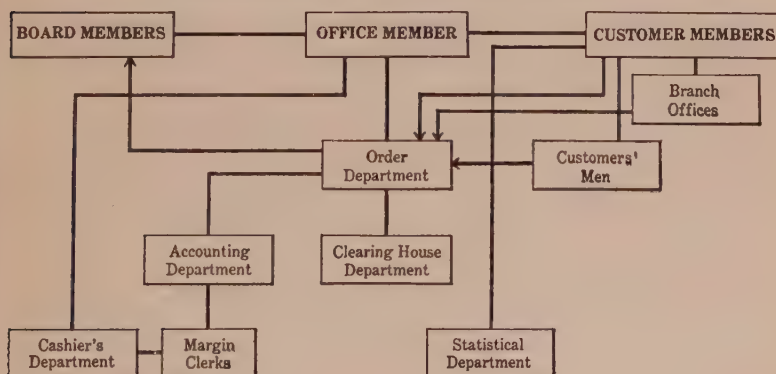 BOARD MEMBERS
OFFICE MEMBER
CUSTOMER MEMBERS
Branch
Offices
Order
Department
Customers'
Men
Accounting
Department
Clearing House
Department
Cashier's
Department
Margin
Clerks
Statistical
Department